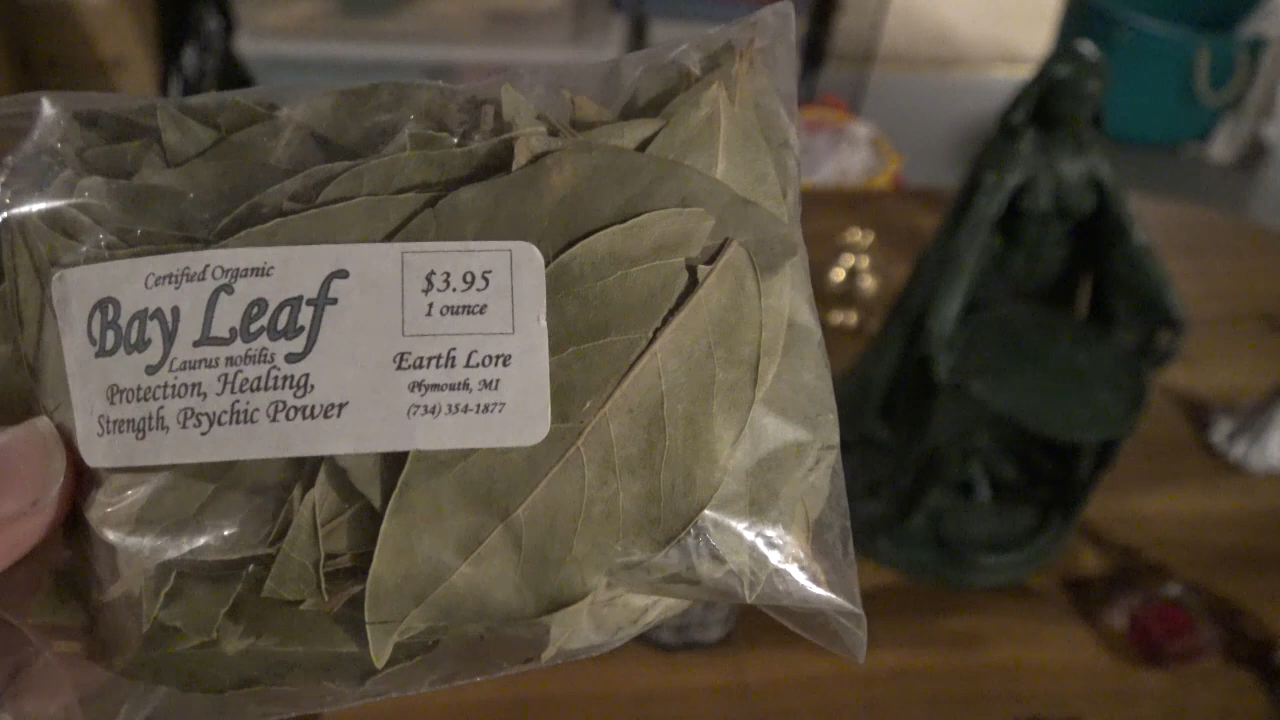 Certified Organic
Bay Leaf
Laurus nobilis
Protection, Healing,
Strength, Psychic Power
$3.95
1 ounce
Earth Lore
Plymouth, MI
(734) 354-1877